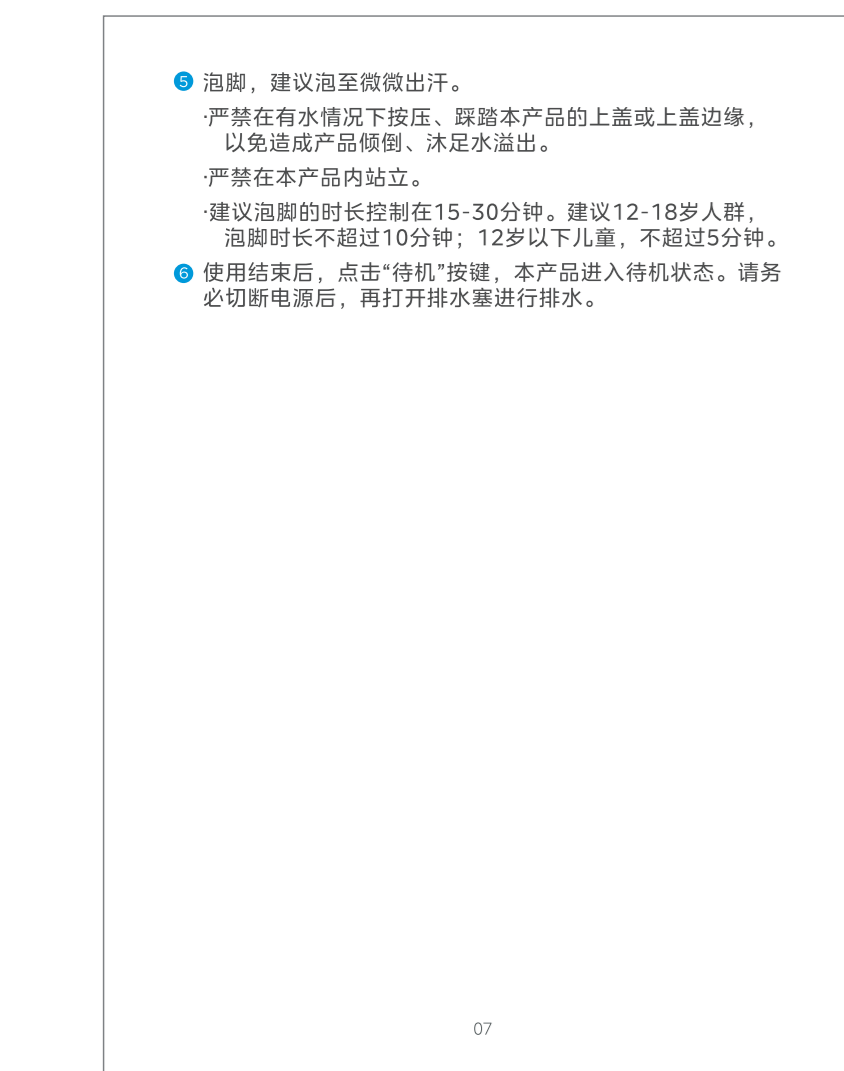 5 泡脚，建议泡至微微出汗。
·严禁在有水情况下按压、踩踏本产品的上盖或上盖边缘，
以免造成产品倾倒、沐足水溢出。
·严禁在本产品内站立。
·建议泡脚的时长控制在15-30分钟。建议12-18岁人群，
泡脚时长不超过10分钟；12岁以下儿童，不超过5分钟。
6 使用结束后，点击“待机”按键，本产品进入待机状态。请务
必切断电源后，再打开排水塞进行排水。
07